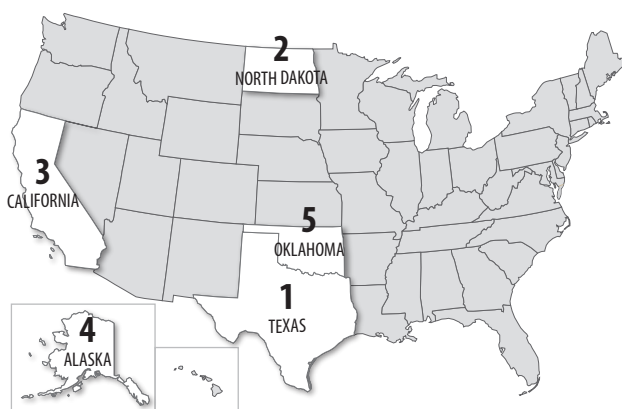 2
NORTH DAKOTA
3
CALIFORNIA
5
OKLAHOMA
1
TEXAS
4
ALASKA